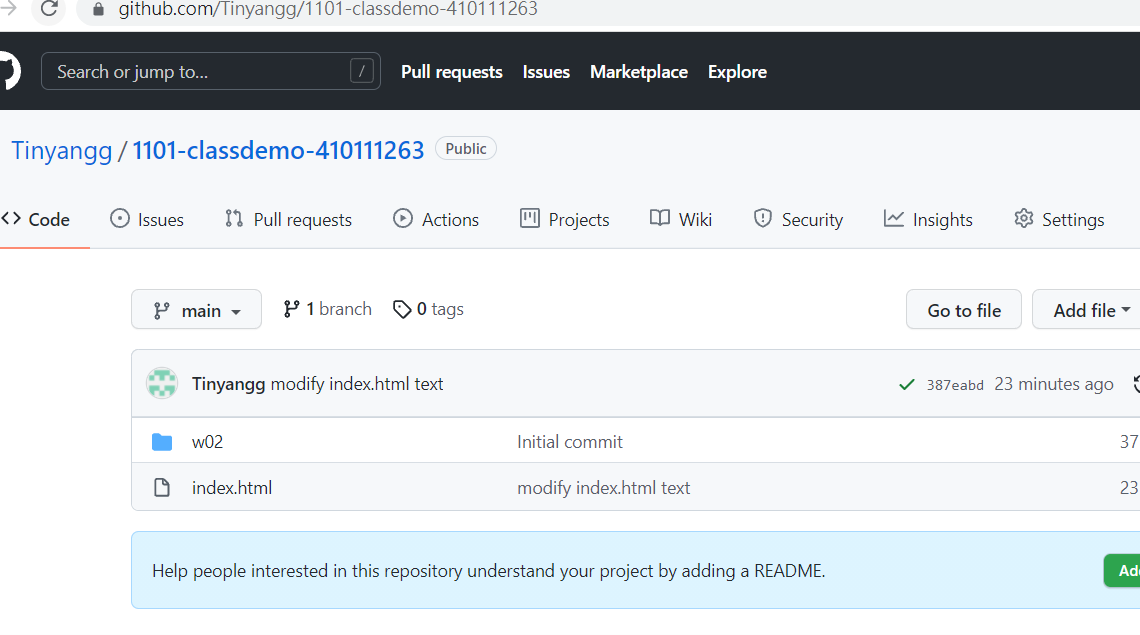 github.com/Tinyangg/1101-classdemo-410111263
Search or jump to... / Pull requests Issues Marketplace Explore
Tinyangg / 1101-classdemo-410111263 Public
<> Code Issues Pull requests Actions Projects Wiki Security Insights Settings
main 1 branch 0 tags Go to file Add file
Tinyangg modify index.html text 387eabd 23 minutes ago
w02 Initial commit 37
index.html modify index.html text 23
Help people interested in this repository understand your project by adding a README.